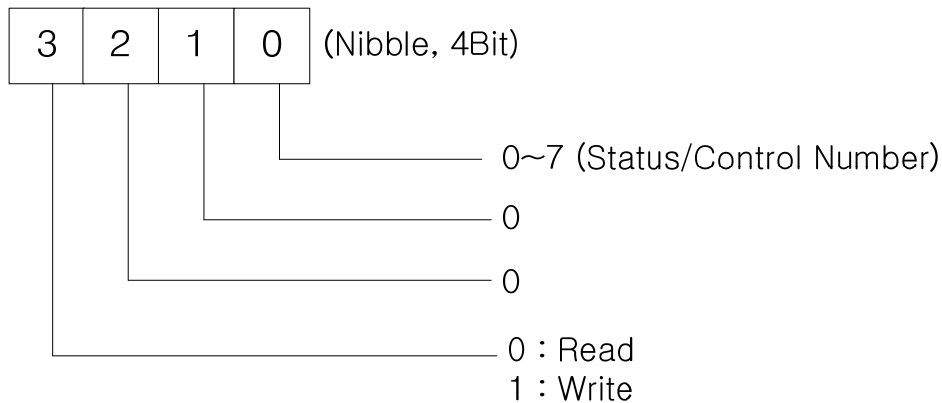 3 2 1 0 (Nibble, 4Bit)
0~7 (Status/Control Number)
0
0
0 : Read
1 : Write